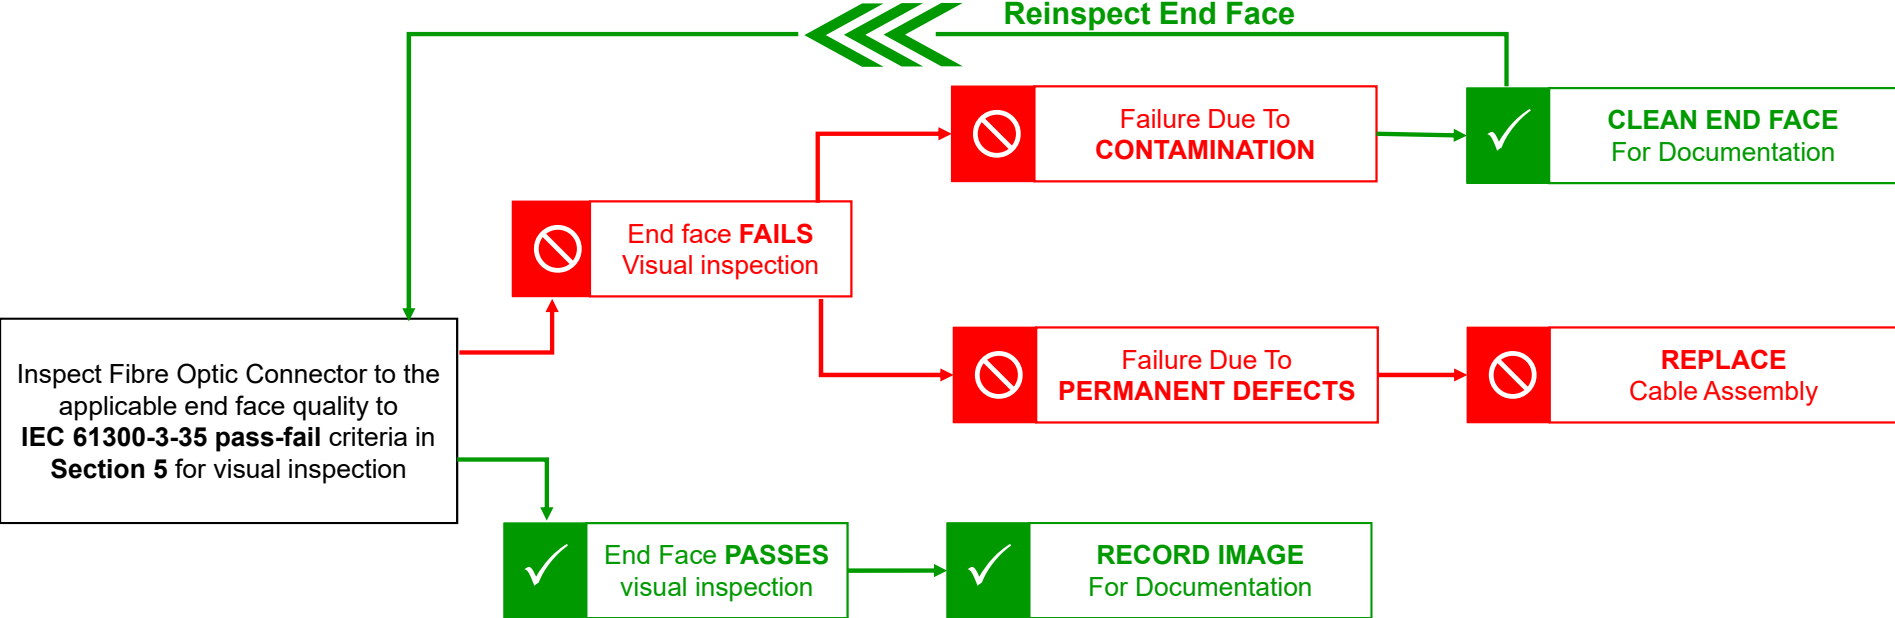 Reinspect End Face
Failure Due To
CONTAMINATION
CLEAN END FACE
For Documentation
End face FAILS
Visual inspection
Inspect Fibre Optic Connector to the
applicable end face quality to
IEC 61300-3-35 pass-fail criteria in
Section 5 for visual inspection
Failure Due To
PERMANENT DEFECTS
REPLACE
Cable Assembly
End Face PASSES
visual inspection
RECORD IMAGE
For Documentation